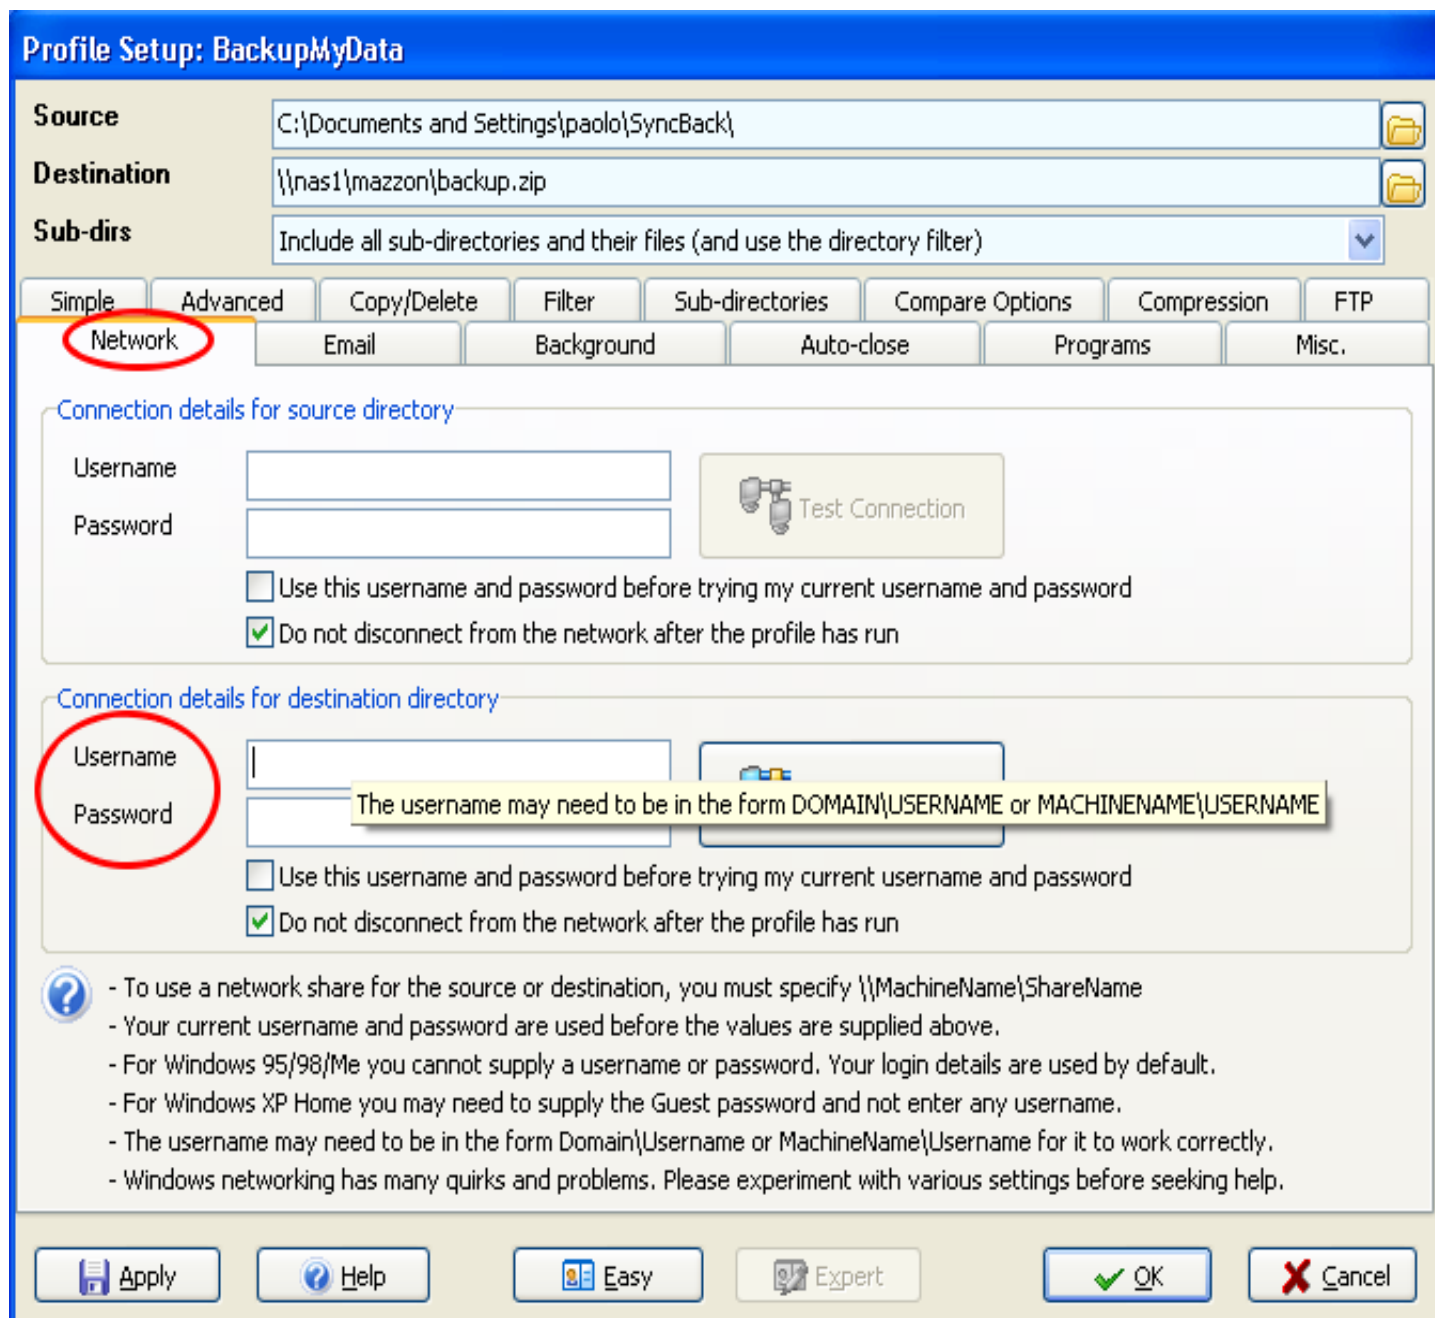 Profile Setup: BackupMyData
Source
C:\Documents and Settings\paolo\SyncBack\
Destination
\\nas1\mazzon\backup.zip
Sub-dirs
Include all sub-directories and their files (and use the directory filter)
Simple Advanced Copy/Delete Filter Sub-directories Compare Options Compression FTP
Network Email Background Auto-close Programs Misc.
Connection details for source directory
Username
Test Connection
Password
Use this username and password before trying my current username and password
Do not disconnect from the network after the profile has run
Connection details for destination directory
Username
The username may need to be in the form DOMAIN\USERNAME or MACHINENAME\USERNAME
Password
Use this username and password before trying my current username and password
Do not disconnect from the network after the profile has run
- To use a network share for the source or destination, you must specify \\MachineName\ShareName
- Your current username and password are used before the values are supplied above.
- For Windows 95/98/Me you cannot supply a username or password. Your login details are used by default.
- For Windows XP Home you may need to supply the Guest password and not enter any username.
- The username may need to be in the form Domain\Username or MachineName\Username for it to work correctly.
- Windows networking has many quirks and problems. Please experiment with various settings before seeking help.
Apply Help Easy Expert OK Cancel